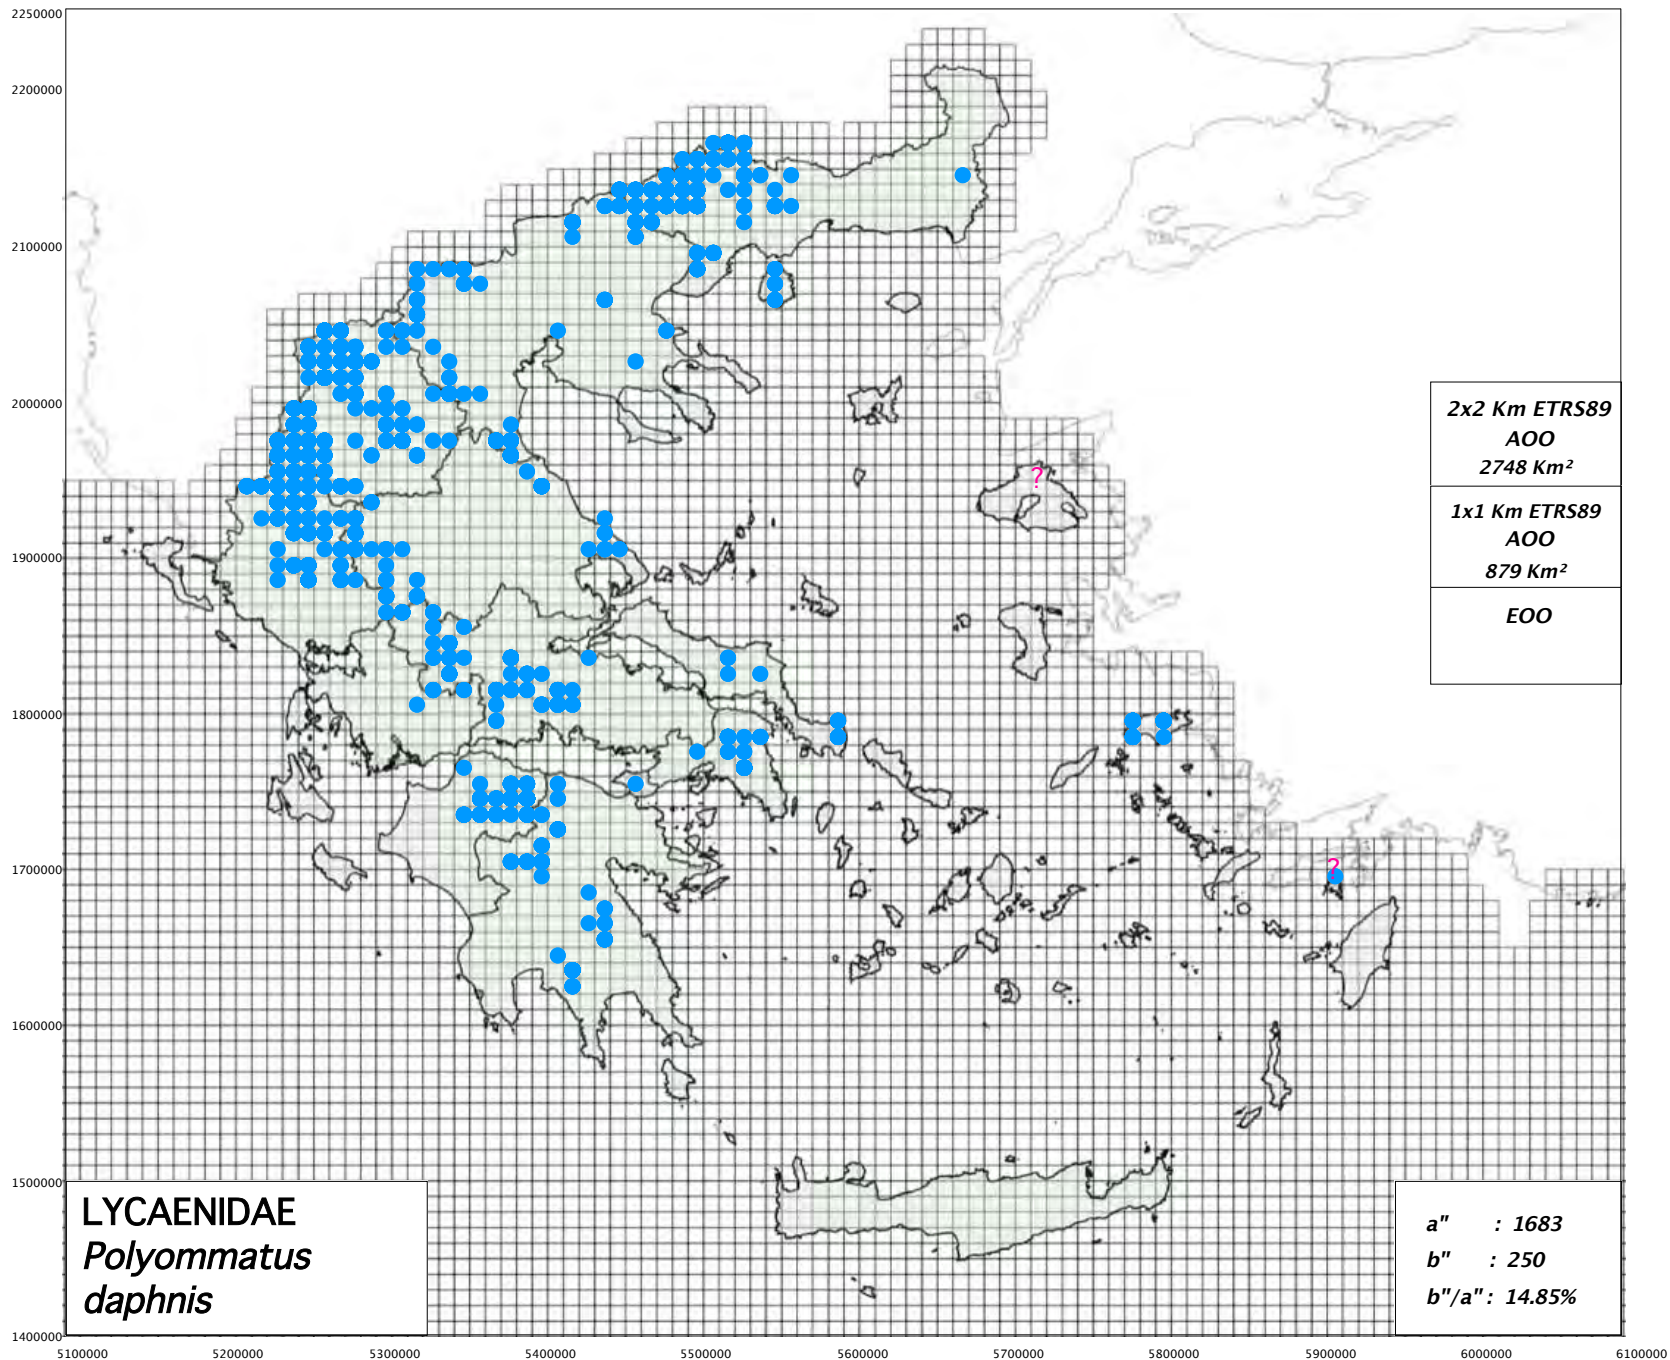 2250000
2200000
2100000
2000000
1900000
1800000
1700000
1600000
1500000
1400000
5100000 5200000 5300000 5400000 5500000 5600000 5700000 5800000 5900000 6000000 6100000
?
?
2x2 Km ETRS89
AOO
2748 Km²
1x1 Km ETRS89
AOO
879 Km²
EOO
LYCAENIDAE
Polyommatus
daphnis
a" : 1683
b" : 250
b"/a" : 14.85%